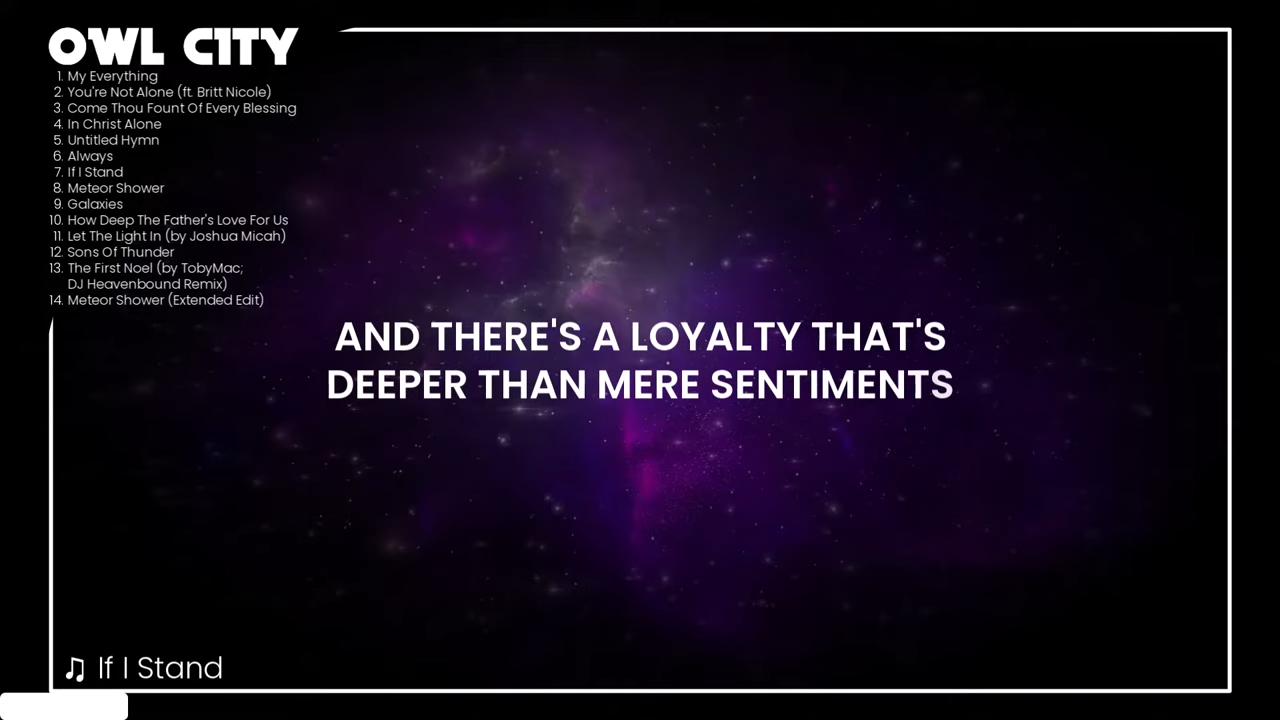 OWL CITY
1. My Everything
2. You're Not Alone (ft. Britt Nicole)
3. Come Thou Fount Of Every Blessing
4. In Christ Alone
5. Untitled Hymn
6. Always
7. If I Stand
8. Meteor Shower
9. Galaxies
10. How Deep The Father's Love For Us
11. Let The Light In (by Joshua Micah)
12. Sons Of Thunder
13. The First Noel (by TobyMac;
DJ Heavenbound Remix)
14. Meteor Shower (Extended Edit)
AND THERE'S A LOYALTY THAT'S
DEEPER THAN MERE SENTIMENTS
♫ If I Stand